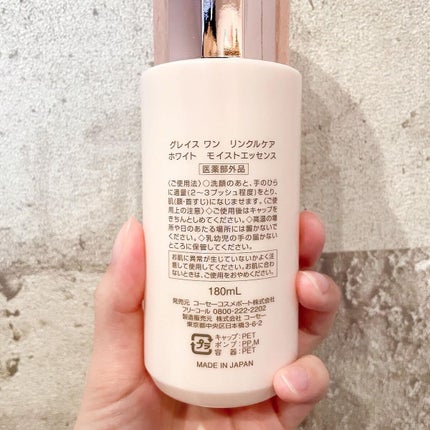 グレイス ワン リンクルケア
ホワイト モイストエッセンス
医薬部外品
〈ご使用法〉◇洗顔のあと、手のひら
に適量(2～3プッシュ程度)をとり、
肌(顔・首すじ)になじませます。〈ご使
用上の注意〉◇ご使用後はキャップを
きちんとしめてください。◇高温の場
所や日のあたる場所には置かないで
ください。◇乳幼児の手の届かない
ところに保管してください。
お肌に異常が生じていないかよく注
意して使用してください。お肌に合わ
ないときは、ご使用をおやめください。
180mL
発売元 コーセーコスメポート株式会社
フリーコール 0800-222-2202
製造販売元 株式会社 コーセー
東京都中央区日本橋3-6-2
プラ
キャップ:PET
ポンプ:PP,M
容器:PET
MADE IN JAPAN